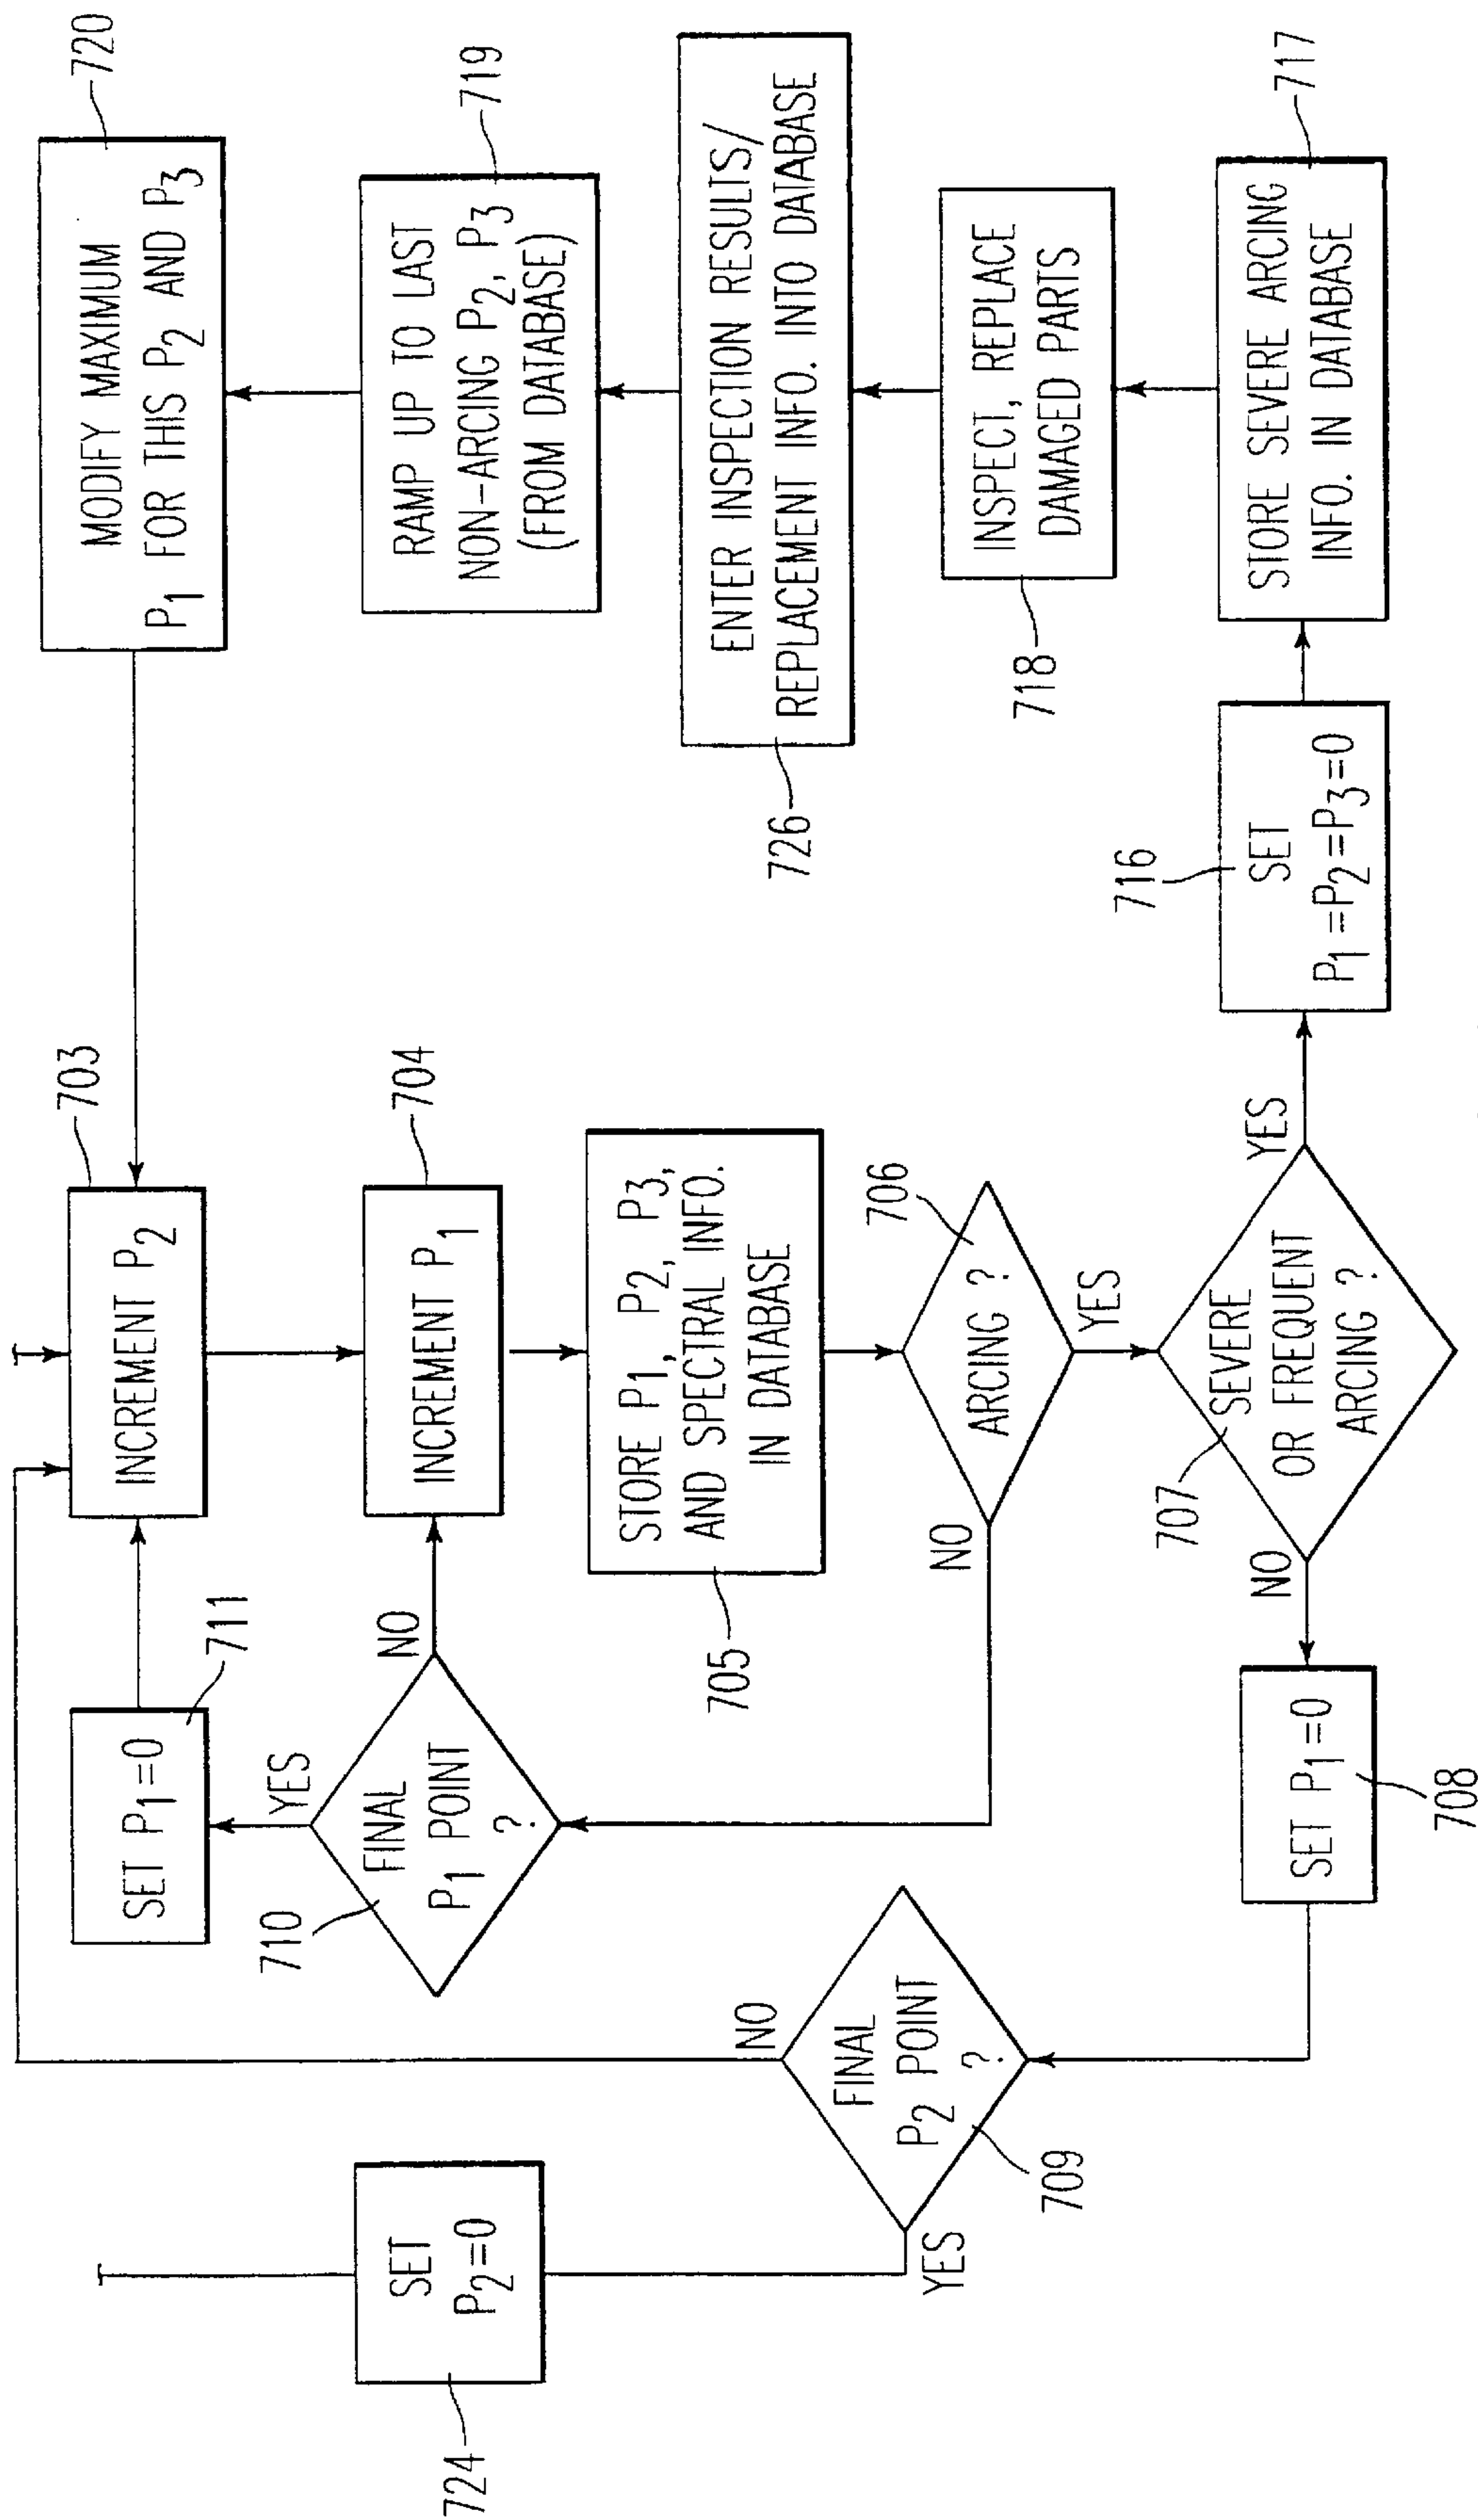 724
SET
P2=0
SET P1=0
711
INCREMENT P2
703
MODIFY MAXIMUM
P1 FOR THIS P2 AND P3
720
710
FINAL
P1 POINT
?
YES
NO
INCREMENT P1
704
RAMP UP TO LAST
NON-ARCING P2, P3
(FROM DATABASE)
719
STORE P1, P2, P3,
AND SPECTRAL INFO.
IN DATABASE
705
ENTER INSPECTION RESULTS/
REPLACEMENT INFO. INTO DATABASE
726
FINAL
P2 POINT
?
NO
YES
709
NO
ARCING ?
706
YES
INSPECT, REPLACE
DAMAGED PARTS
718
SET P1=0
708
NO
707
SEVERE
OR FREQUENT
ARCING ?
YES
716
SET
P1=P2=P3=0
STORE SEVERE ARCING
INFO. IN DATABASE
717